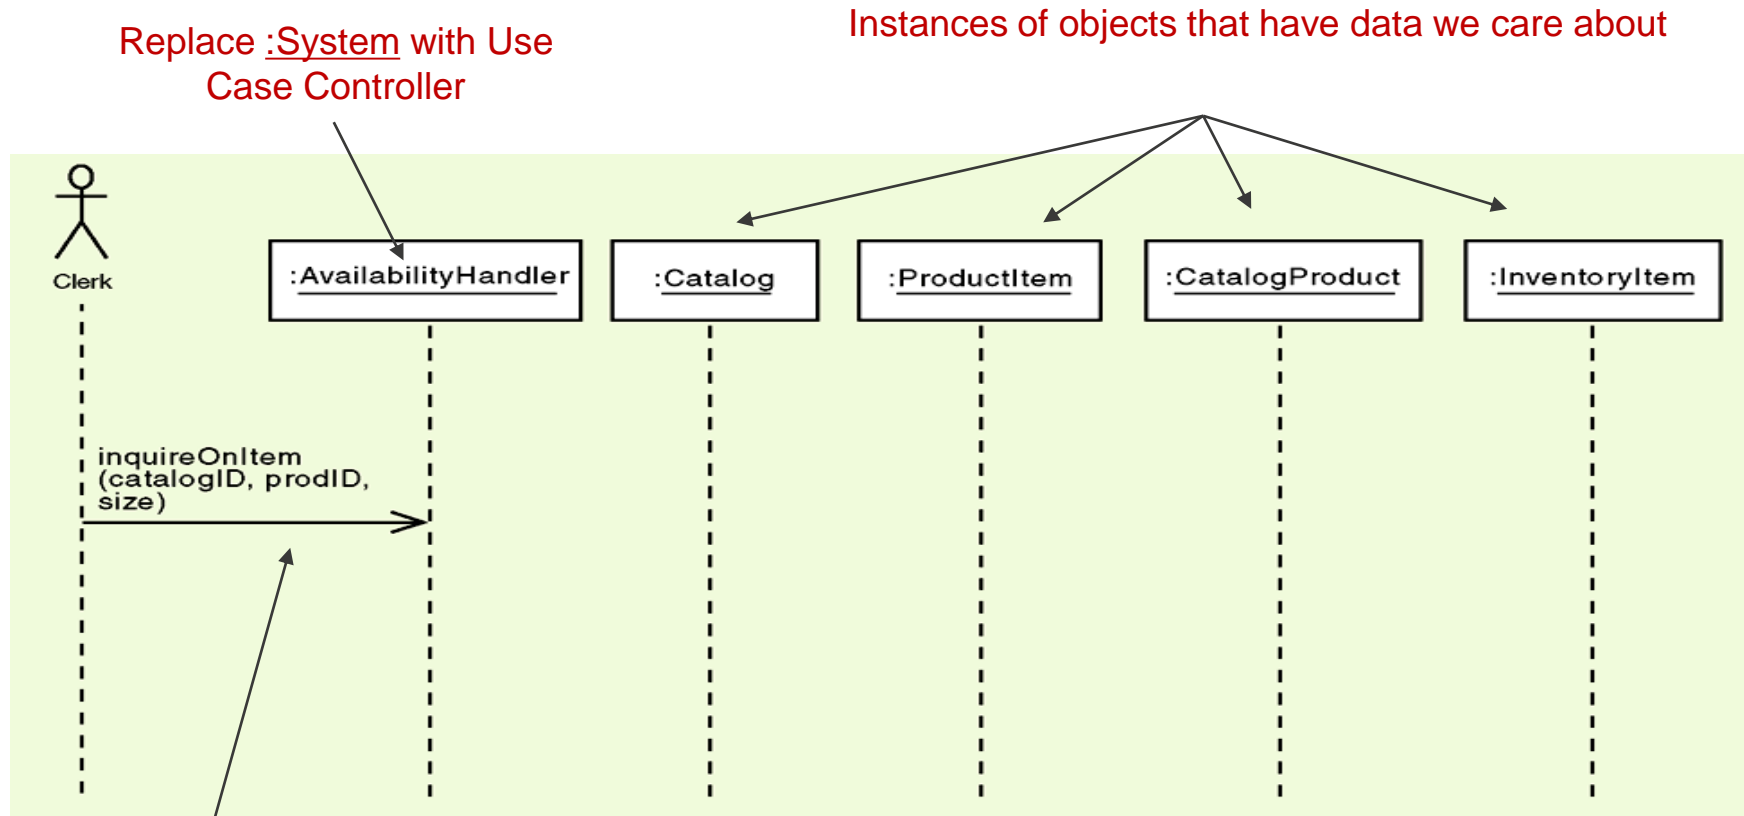 Replace :System with Use
Case Controller
Instances of objects that have data we care about
Clerk
:AvailabilityHandler
:Catalog
:ProductItem
:CatalogProduct
:InventoryItem
inquireOnItem
(catalogID, prodID,
size)